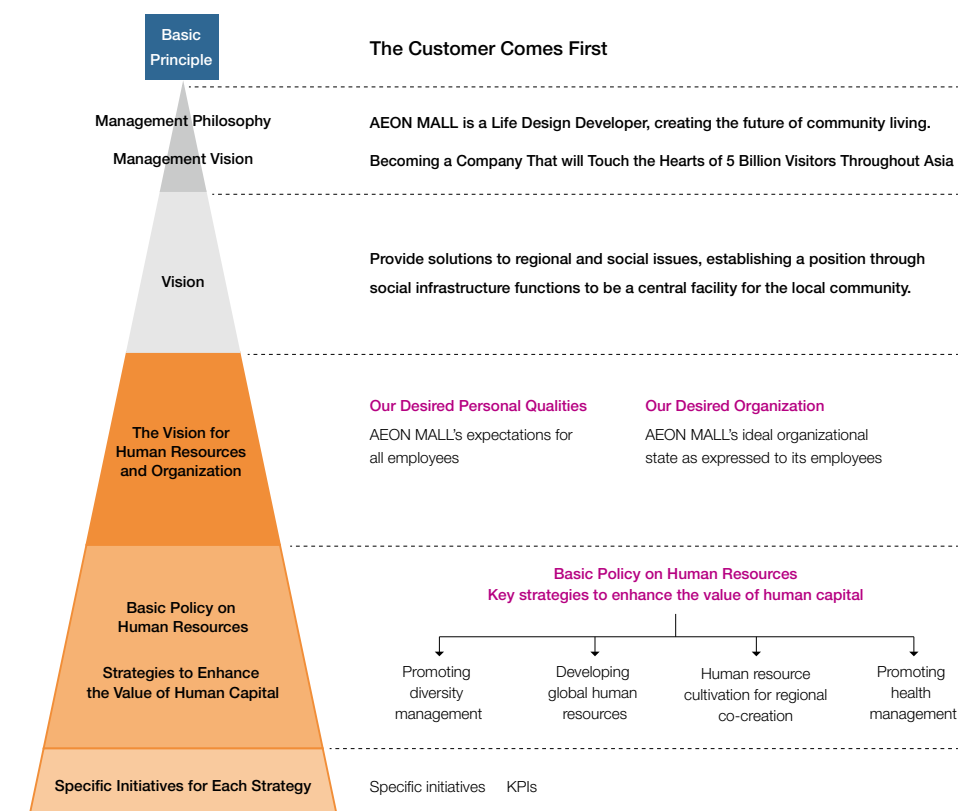 Basic
Principle
The Customer Comes First
Management Philosophy
AEON MALL is a Life Design Developer, creating the future of community living.
Management Vision
Becoming a Company That will Touch the Hearts of 5 Billion Visitors Throughout Asia
Vision
Provide solutions to regional and social issues, establishing a position through
social infrastructure functions to be a central facility for the local community.
The Vision for
Human Resources
and Organization
Our Desired Personal Qualities
AEON MALL’s expectations for
all employees
Our Desired Organization
AEON MALL’s ideal organizational
state as expressed to its employees
Basic Policy on
Human Resources
Strategies to Enhance
the Value of Human Capital
Basic Policy on Human Resources
Key strategies to enhance the value of human capital
Promoting
diversity
management
Developing
global human
resources
Human resource
cultivation for regional
co-creation
Promoting
health
management
Specific Initiatives for Each Strategy
Specific initiatives KPIs